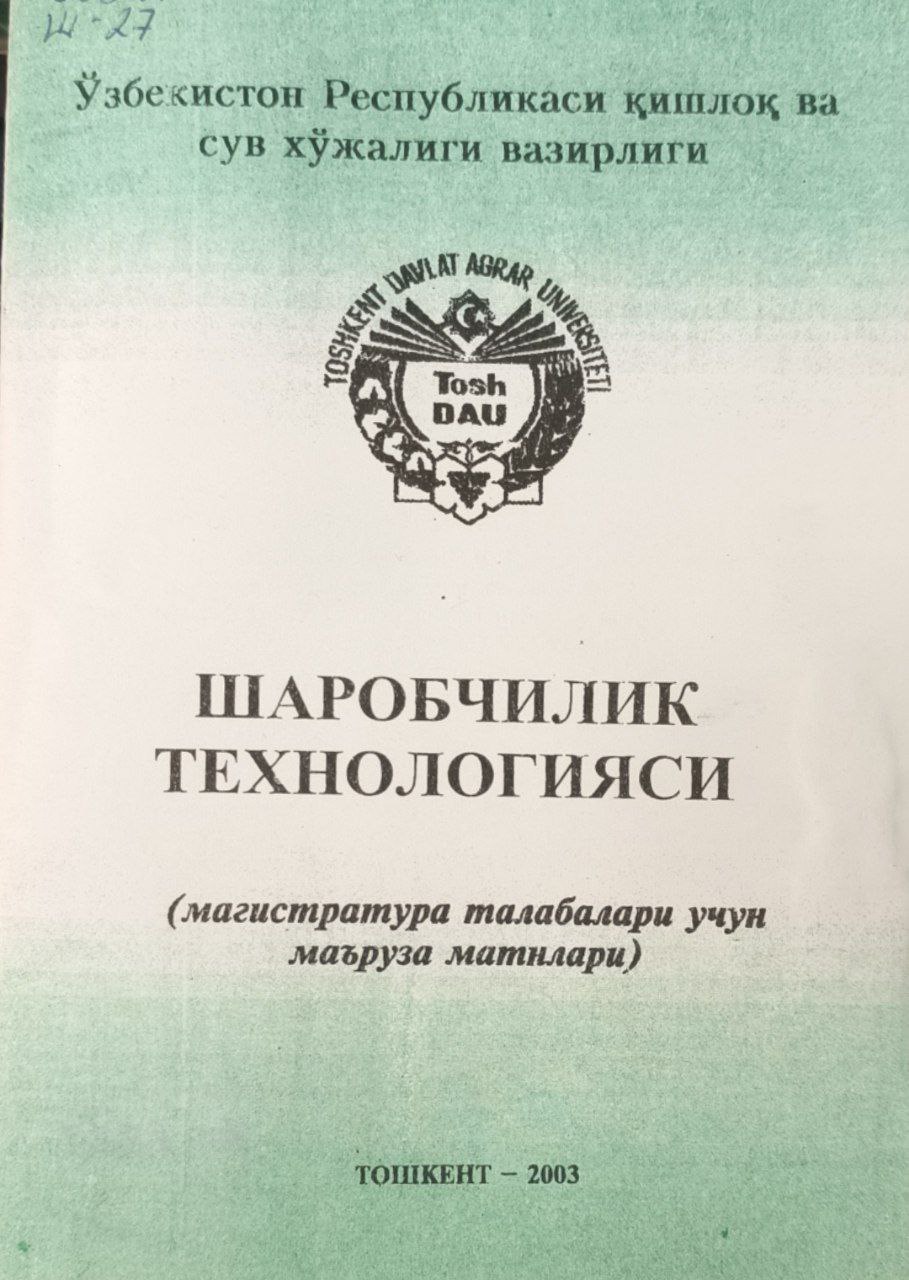 Ш-27
Ўзбекистон Республикаси қишлоқ ва
сув хўжалиги вазирлиги
TOSHKENT DAVLAT AGRAR UNIVERSITETI
Tosh
DAU
ШАРОБЧИЛИК
ТЕХНОЛОГИЯСИ
(магистратура талабалари учун
маъруза матнлари)
ТОШКЕНТ – 2003